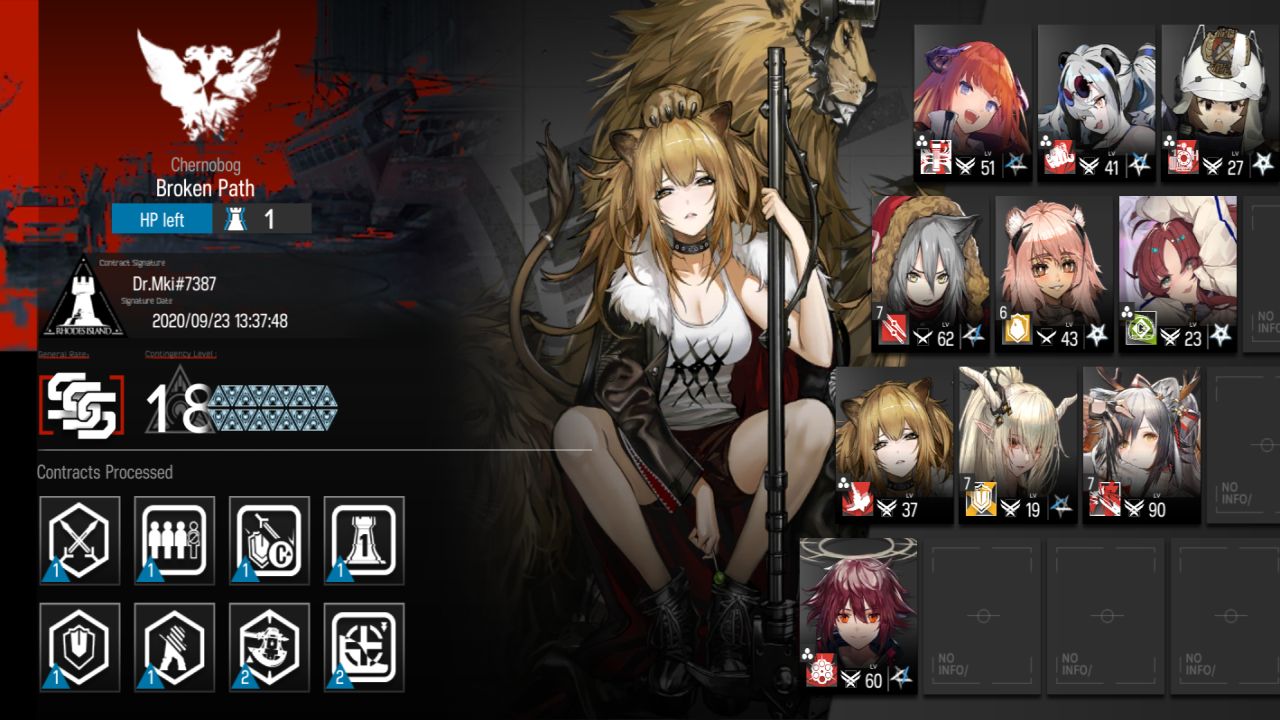 Chernobog
Broken Path
HP left 1
Contract Signature
Dr.Mki#7387
Signature Date
2020/09/23 13:37:48
RHODES ISLAND
General Rate:
Contingency Level:
18
Contracts Processed
1
1
C
1
1
1
1
1
2
2
LV
51
LV
41
LV
27
7
LV
62
6
LV
43
LV
23
NO
INFO/
LV
37
7
LV
19
7
LV
90
NO
INFO/
LV
60
NO
INFO/
NO
INFO/
NO
INFO/